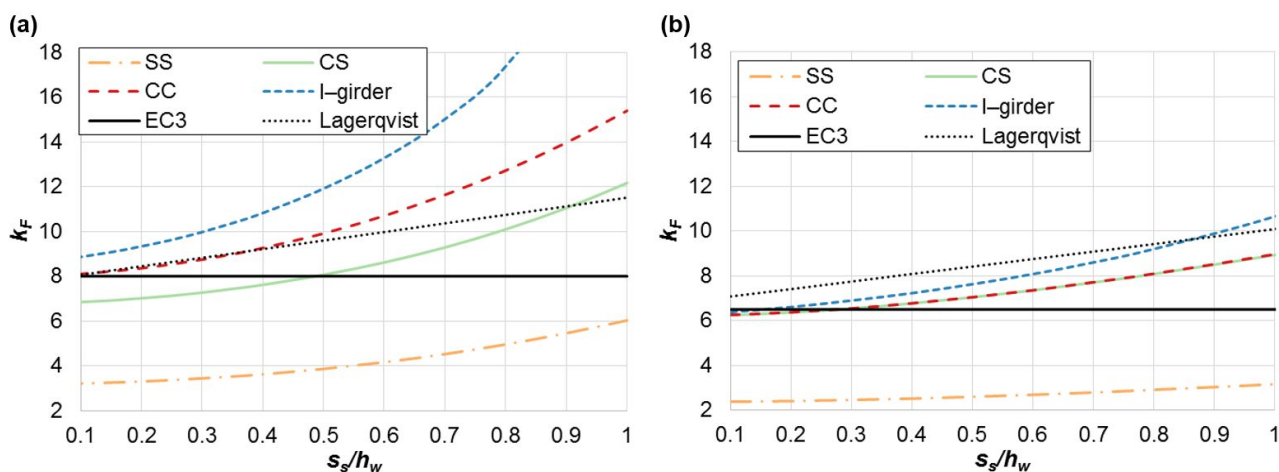 (a)
k_F
18
16
14
12
10
8
6
4
2
SS
CS
CC
I–girder
EC3
Lagerqvist
0.1 0.2 0.3 0.4 0.5 0.6 0.7 0.8 0.9 1
s_s/h_w
(b)
k_F
18
16
14
12
10
8
6
4
2
SS
CS
CC
I–girder
EC3
Lagerqvist
0.1 0.2 0.3 0.4 0.5 0.6 0.7 0.8 0.9 1
s_s/h_w